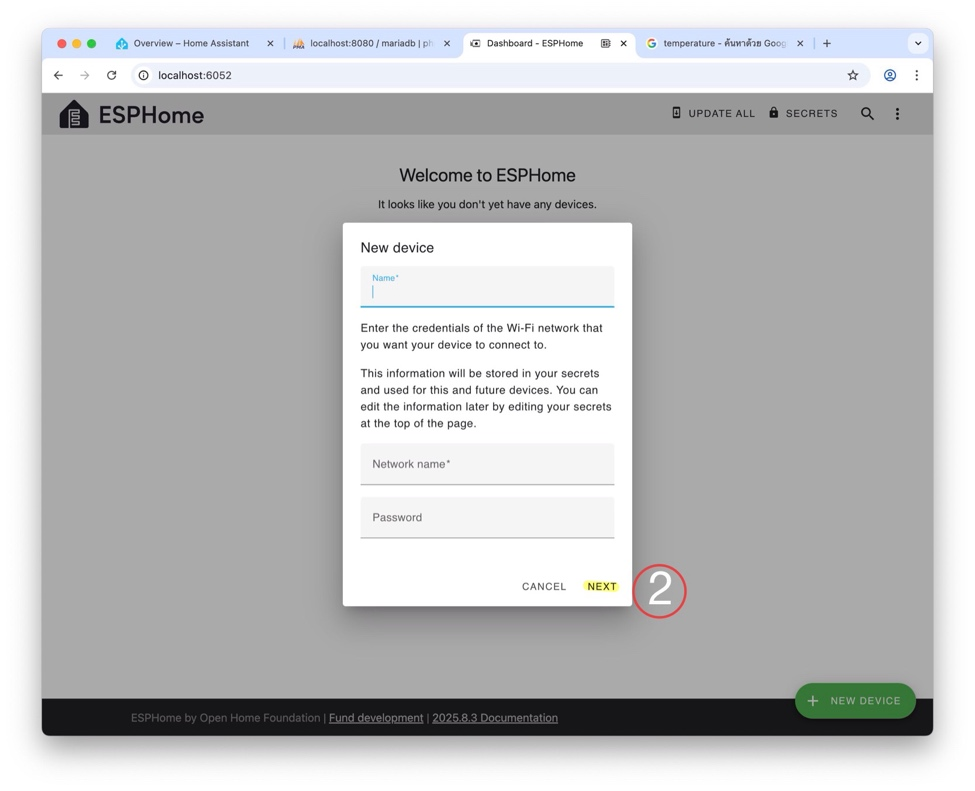 Overview – Home Assistant
localhost:8080 / mariadb | ph
Dashboard - ESPHome
temperature - ค้นหาด้วย Goog
localhost:6052
ESPHome
UPDATE ALL
SECRETS
Welcome to ESPHome
It looks like you don't yet have any devices.
New device
Name*
Enter the credentials of the Wi-Fi network that
you want your device to connect to.
This information will be stored in your secrets
and used for this and future devices. You can
edit the information later by editing your secrets
at the top of the page.
Network name*
Password
CANCEL
NEXT
2
+ NEW DEVICE
ESPHome by Open Home Foundation | Fund development | 2025.8.3 Documentation